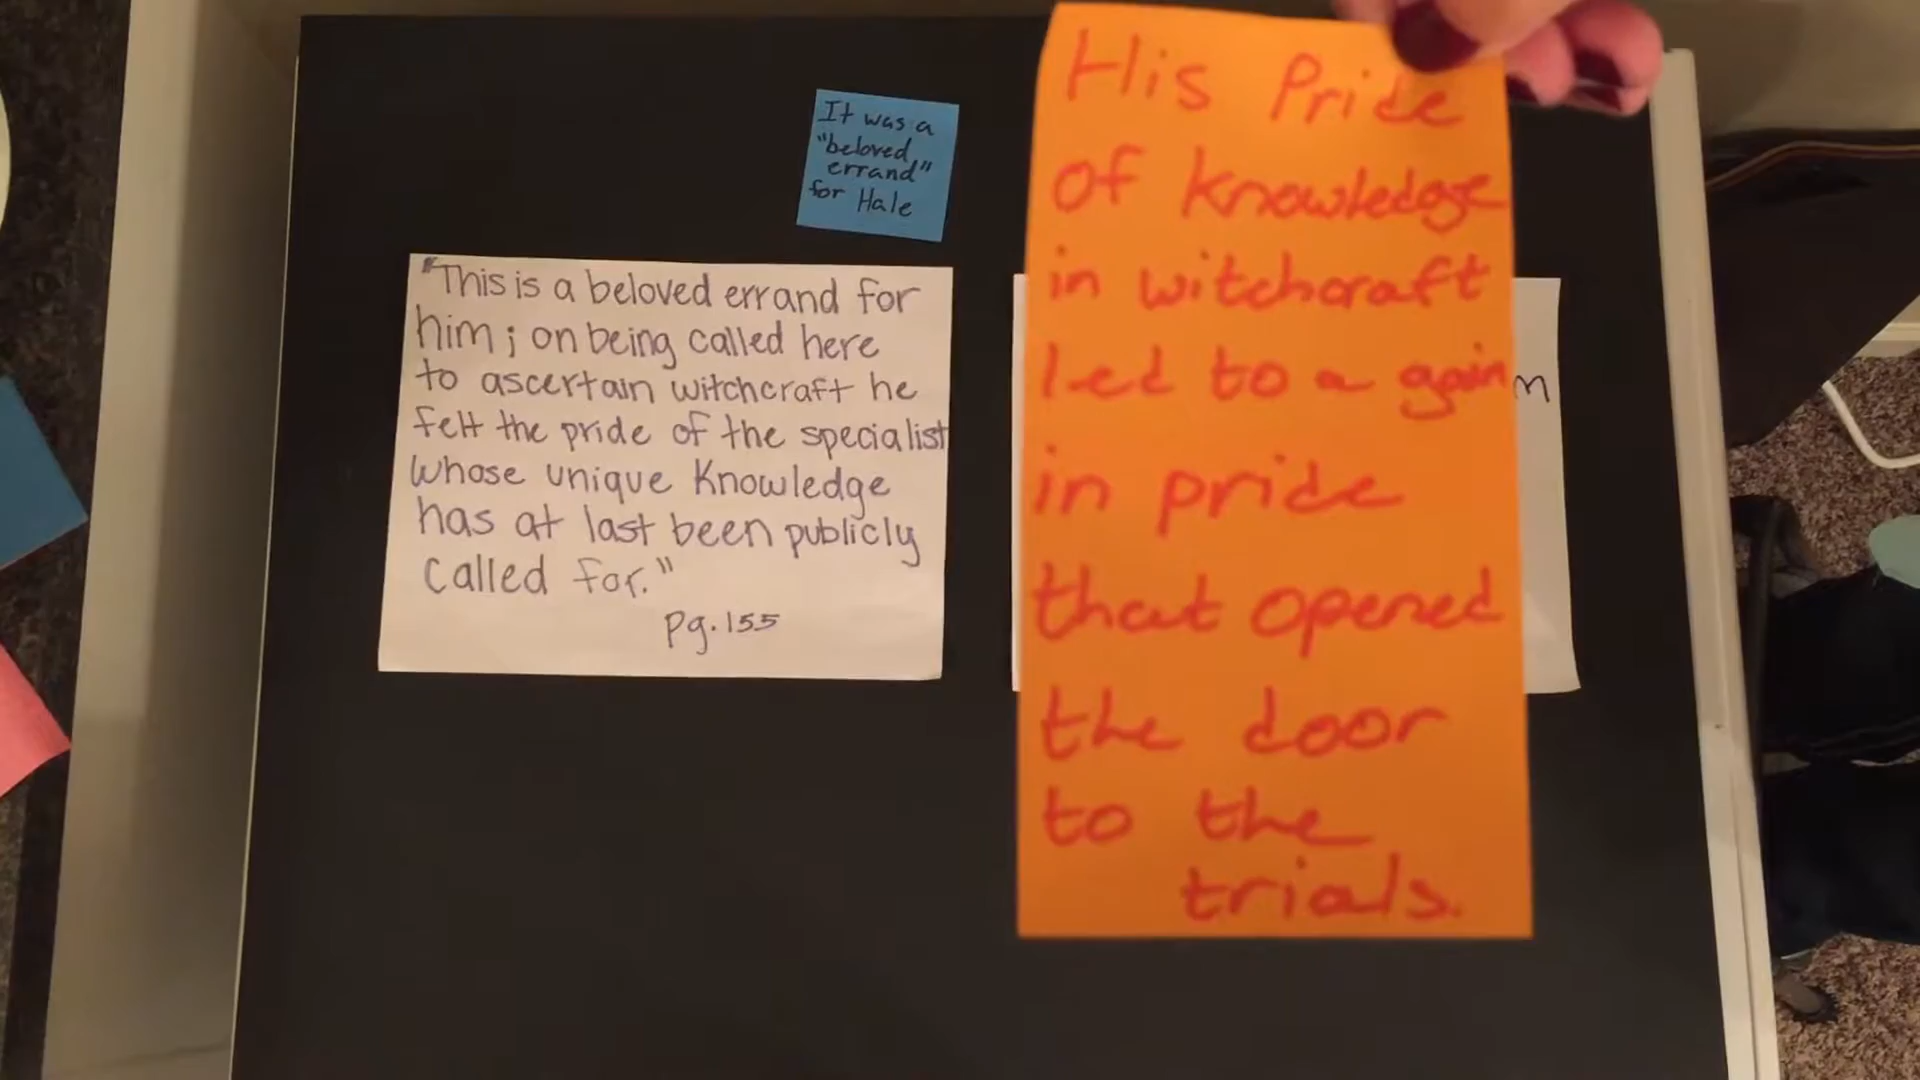 It was a
"beloved
errand"
for Hale
"This is a beloved errand for
him; on being called here
to ascertain witchcraft he
felt the pride of the specialist
whose unique knowledge
has at last been publicly
called for."
pg.155
His Pride
of knowledge
in witchcraft
led to a gain
in pride
that opened
the door
to the
trials.
m